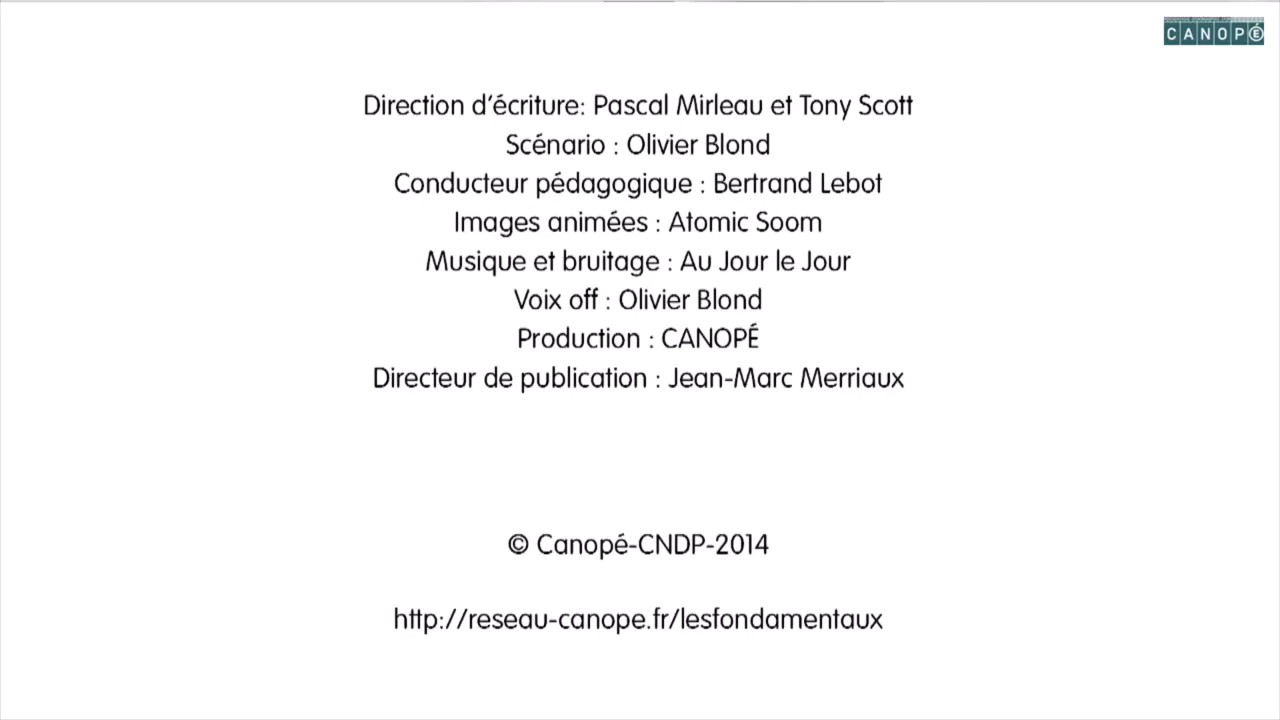 CANOPÉ
Direction d'écriture: Pascal Mirleau et Tony Scott
Scénario : Olivier Blond
Conducteur pédagogique : Bertrand Lebot
Images animées : Atomic Soom
Musique et bruitage : Au Jour le Jour
Voix off : Olivier Blond
Production : CANOPÉ
Directeur de publication : Jean-Marc Merriaux
© Canopé-CNDP-2014
http://reseau-canope.fr/lesfondamentaux